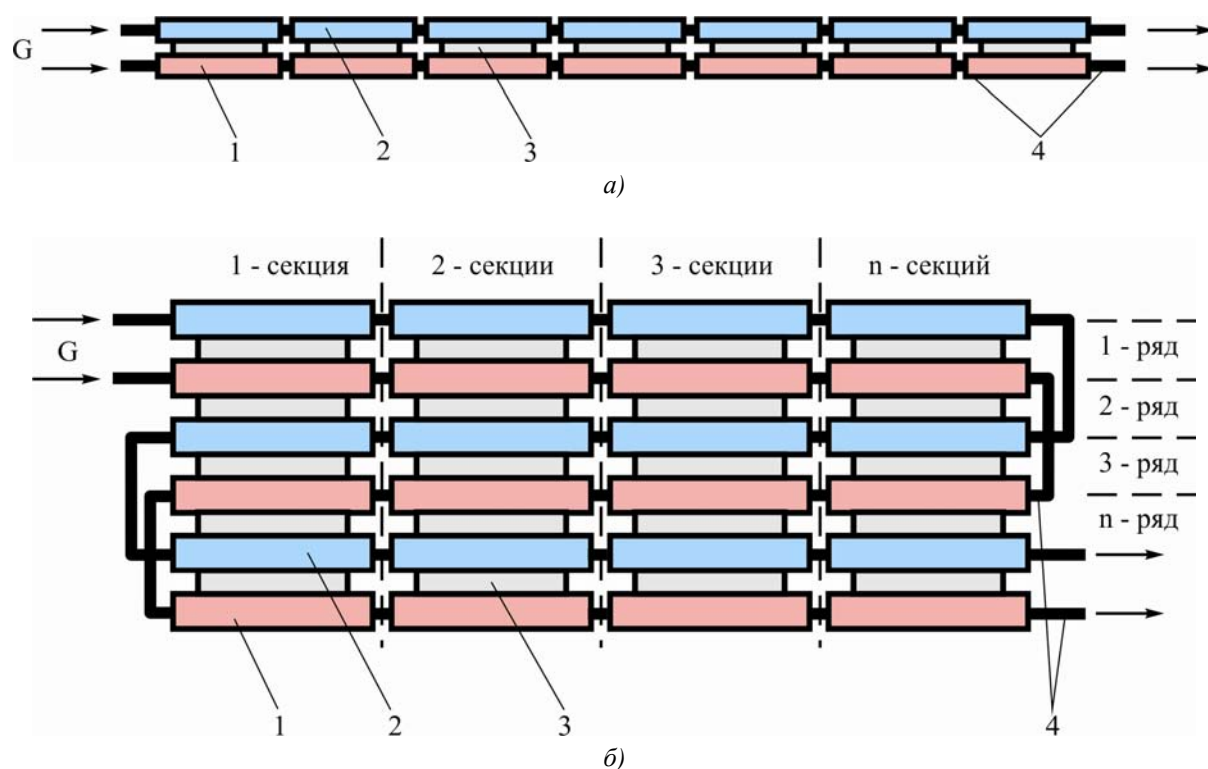 G
1 2 3 4
а)
1 - секция 2 - секции 3 - секции n - секций
G
1 - ряд
2 - ряд
3 - ряд
n - ряд
1 2 3 4
б)